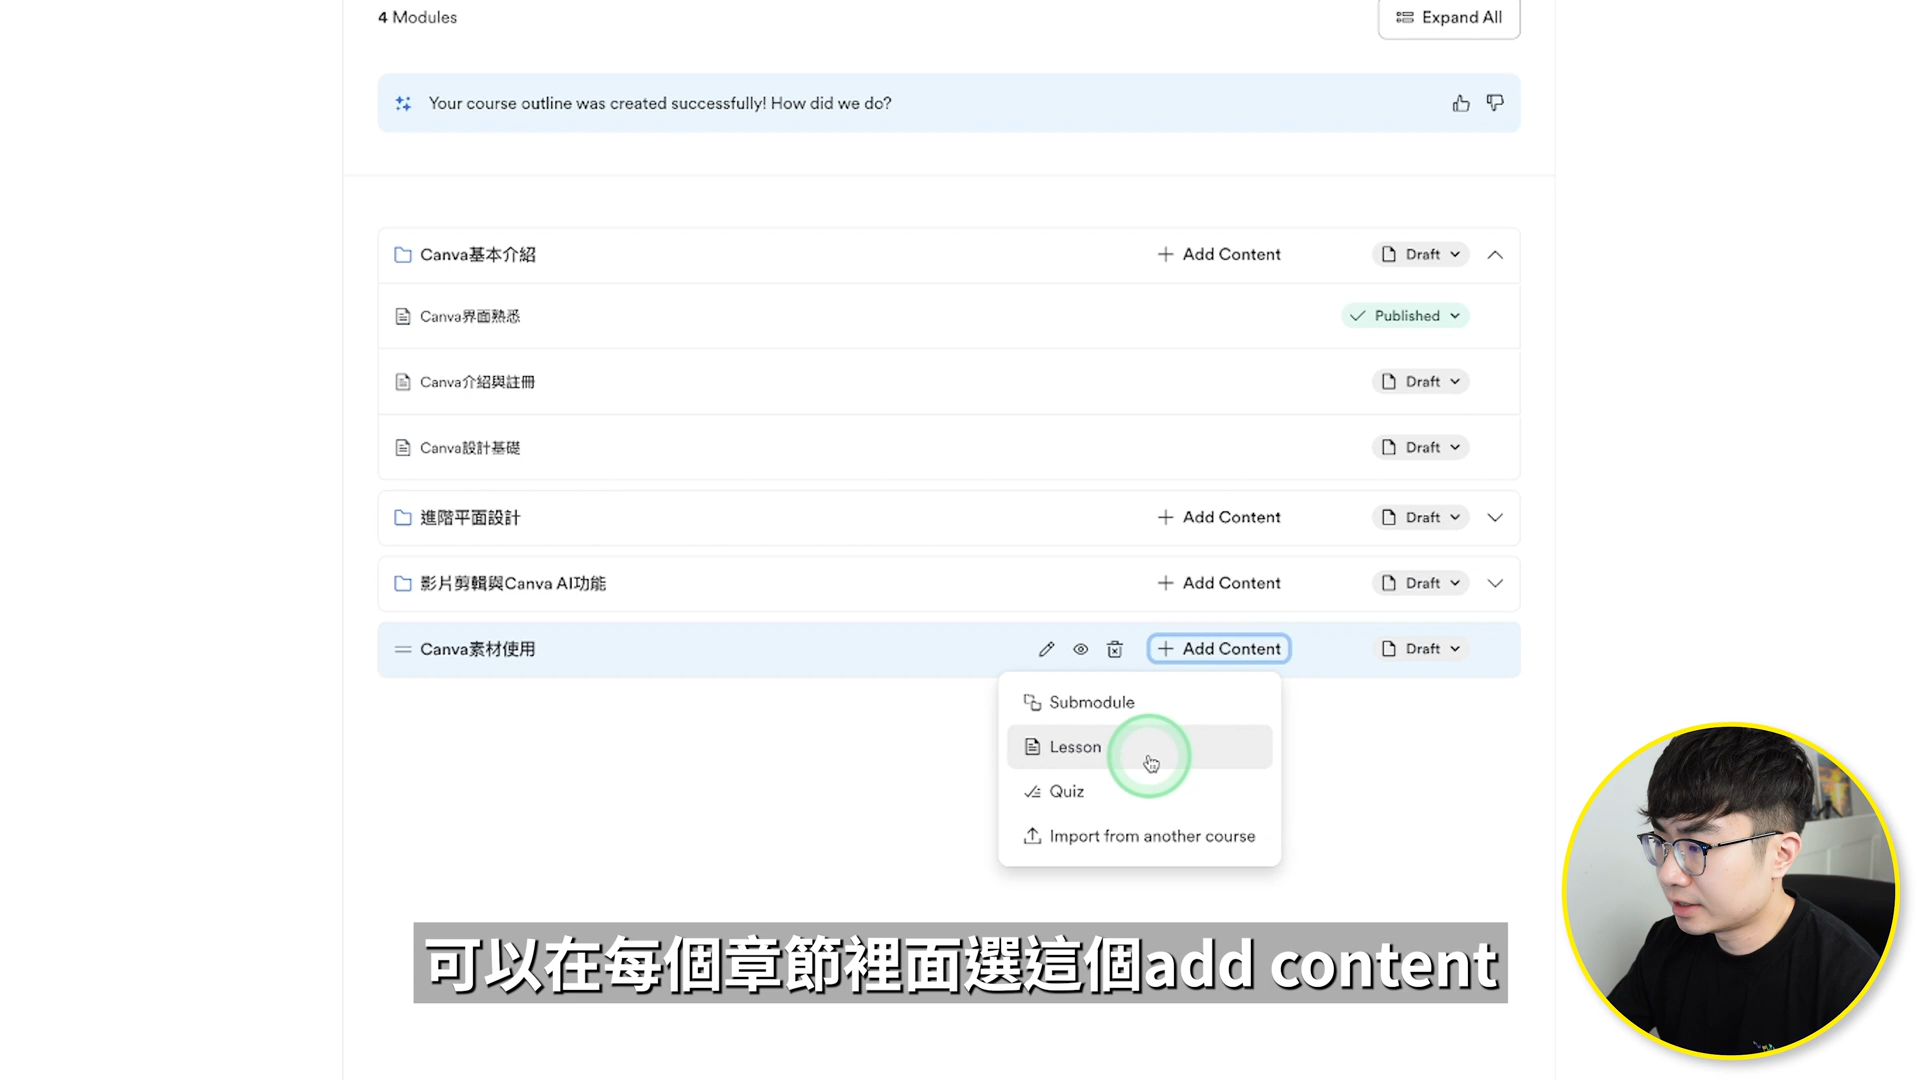 4 Modules
Expand All
Your course outline was created successfully! How did we do?
Canva基本介紹
Add Content
Draft
Canva界面熟悉
Published
Canva介紹與註冊
Draft
Canva設計基礎
Draft
進階平面設計
Add Content
Draft
影片剪輯與Canva AI功能
Add Content
Draft
Canva素材使用
Add Content
Draft
Submodule
Lesson
Quiz
Import from another course
可以在每個章節裡面選這個add content